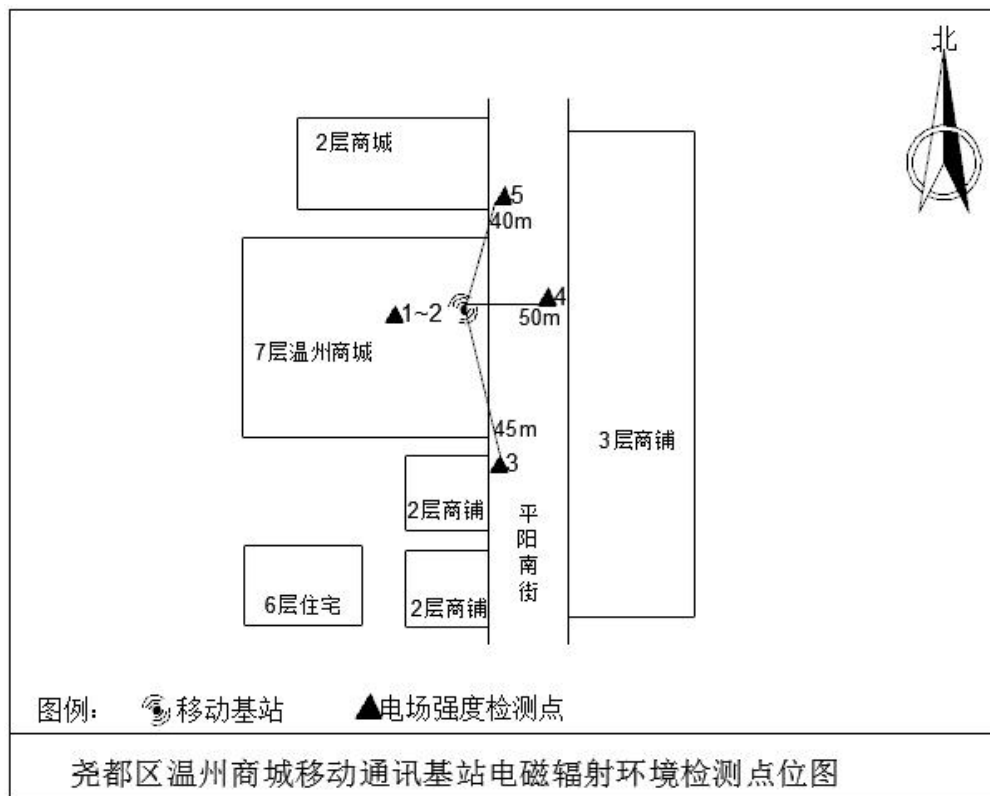 北
2层商城
5
40m
4
1~2
50m
7层温州商城
45m
3层商铺
3
2层商铺
平阳南街
6层住宅
2层商铺
图例：
移动基站
电场强度检测点
尧都区温州商城移动通讯基站电磁辐射环境检测点位图